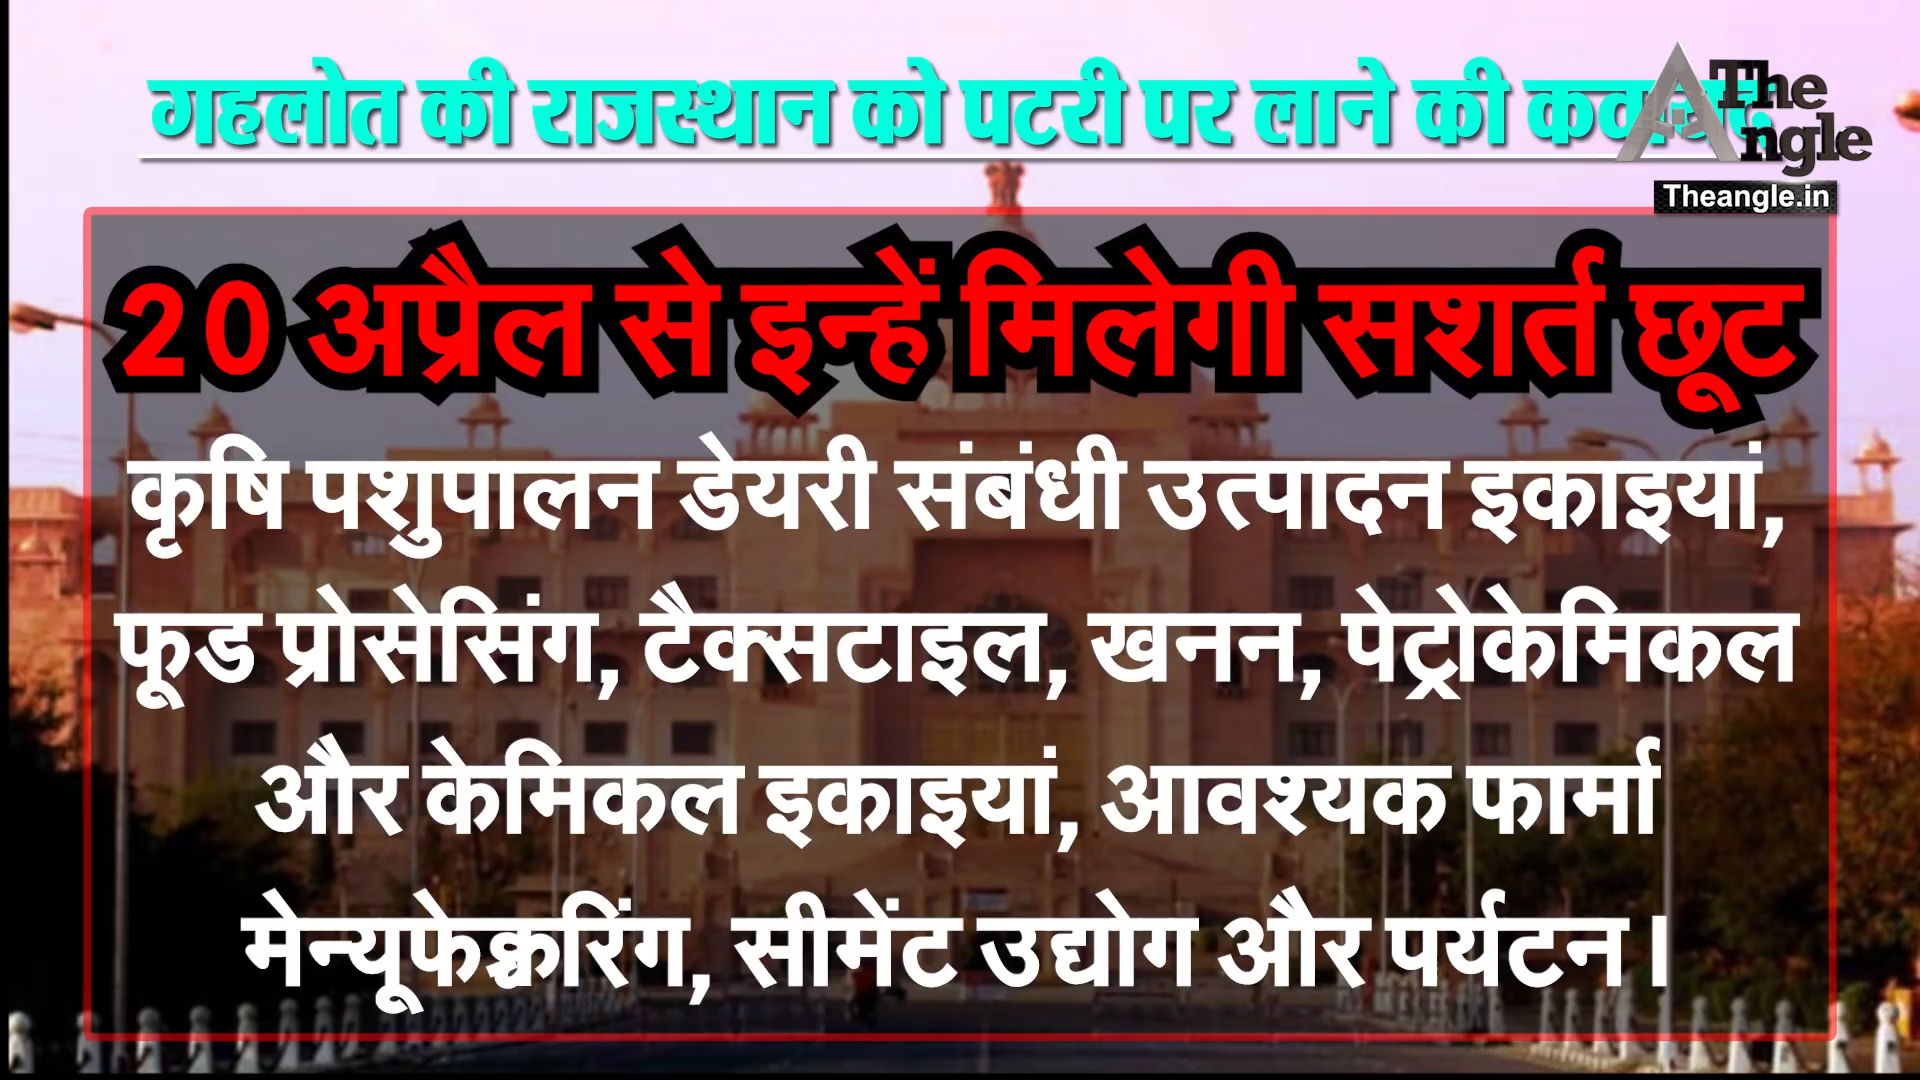 गहलोत की राजस्थान को पटरी पर लाने की
The Angle
Theangle.in
20 अप्रैल से इन्हें मिलेगी सशर्त छूट
कृषि पशुपालन डेयरी संबंधी उत्पादन इकाइयां,
फूड प्रोसेसिंग, टैक्सटाइल, खनन, पेट्रोकेमिकल
और केमिकल इकाइयां, आवश्यक फार्मा
मेन्यूफेक्चरिंग, सीमेंट उद्योग और पर्यटन।